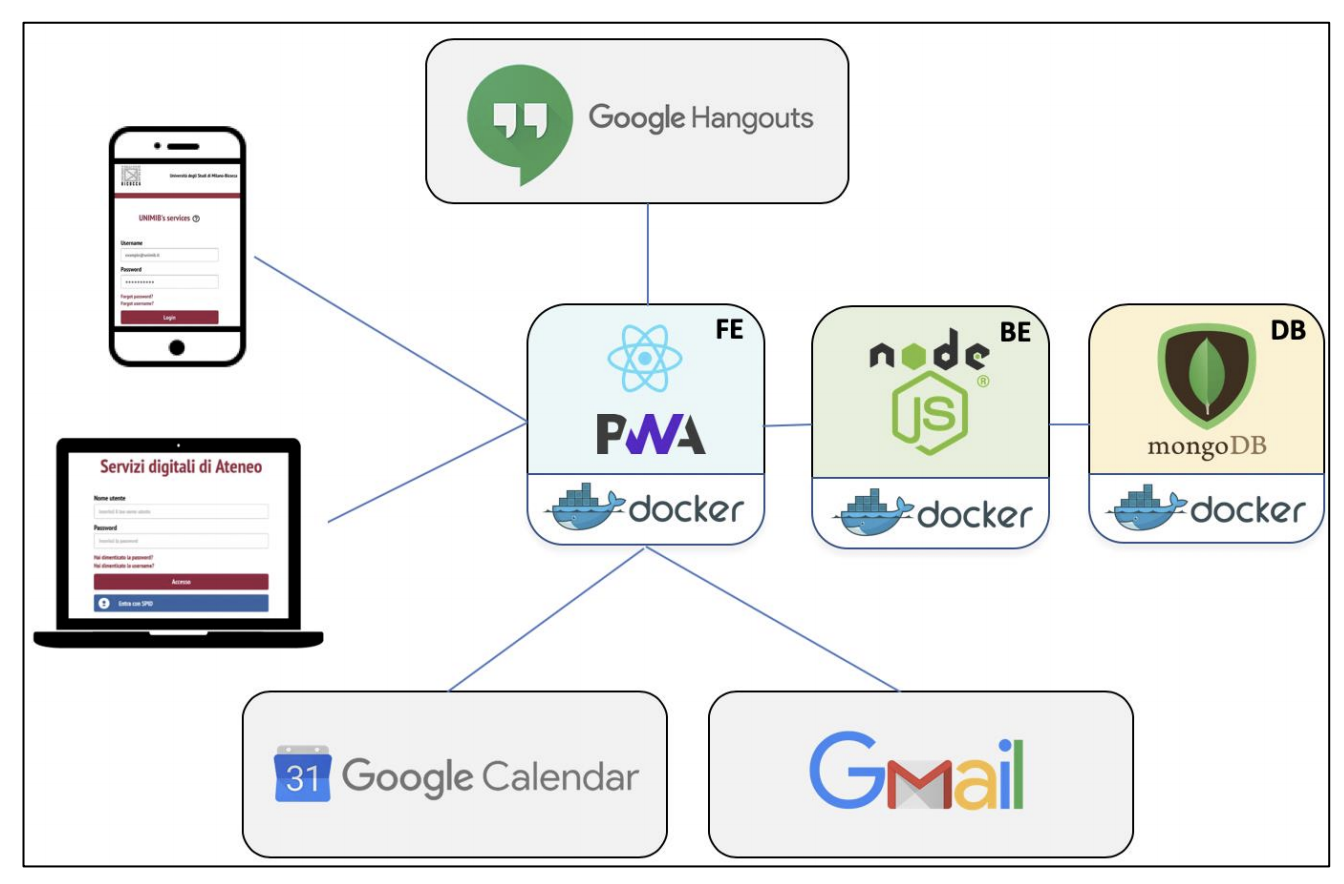 Google Hangouts
BICOCCA
Università degli Studi di Milano Bicocca
UNIMIB's services ?
Username
example@unimib.it
Password
Forgot password?
Forgot username?
Login
FE
PWA
docker
BE
node
JS
®
docker
DB
mongoDB
docker
Servizi digitali di Ateneo
Nome utente
Inserisci il tuo nome utente
Password
Inserisci la password
Hai dimenticato la password?
Hai dimenticato la username?
Accesso
Entra con SPID
31 Google Calendar
GMail